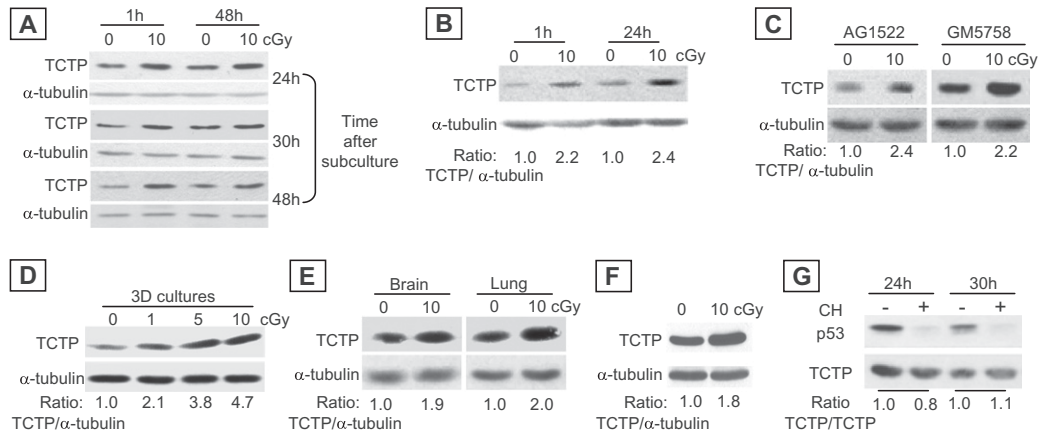 A
1h 48h
0 10 0 10 cGy
TCTP
24h
α-tubulin
TCTP
30h
α-tubulin
TCTP
48h
α-tubulin
Time
after
subculture
B
1h 24h
0 10 0 10
TCTP
α-tubulin
Ratio: 1.0 2.2 1.0 2.4
TCTP/ α-tubulin
C
AG1522 GM5758
0 10 0 10 cGy
TCTP
α-tubulin
Ratio: 1.0 2.4 1.0 2.2
TCTP/ α-tubulin
D
3D cultures
0 1 5 10 cGy
TCTP
α-tubulin
Ratio: 1.0 2.1 3.8 4.7
TCTP/α-tubulin
E
Brain Lung
0 10 0 10 cGy
TCTP
α-tubulin
Ratio: 1.0 1.9 1.0 2.0
TCTP/α-tubulin
F
0 10 cGy
TCTP
α-tubulin
Ratio: 1.0 1.8
TCTP/α-tubulin
G
24h 30h
CH - + - +
p53
TCTP
Ratio 1.0 0.8 1.0 1.1
TCTP/TCTP